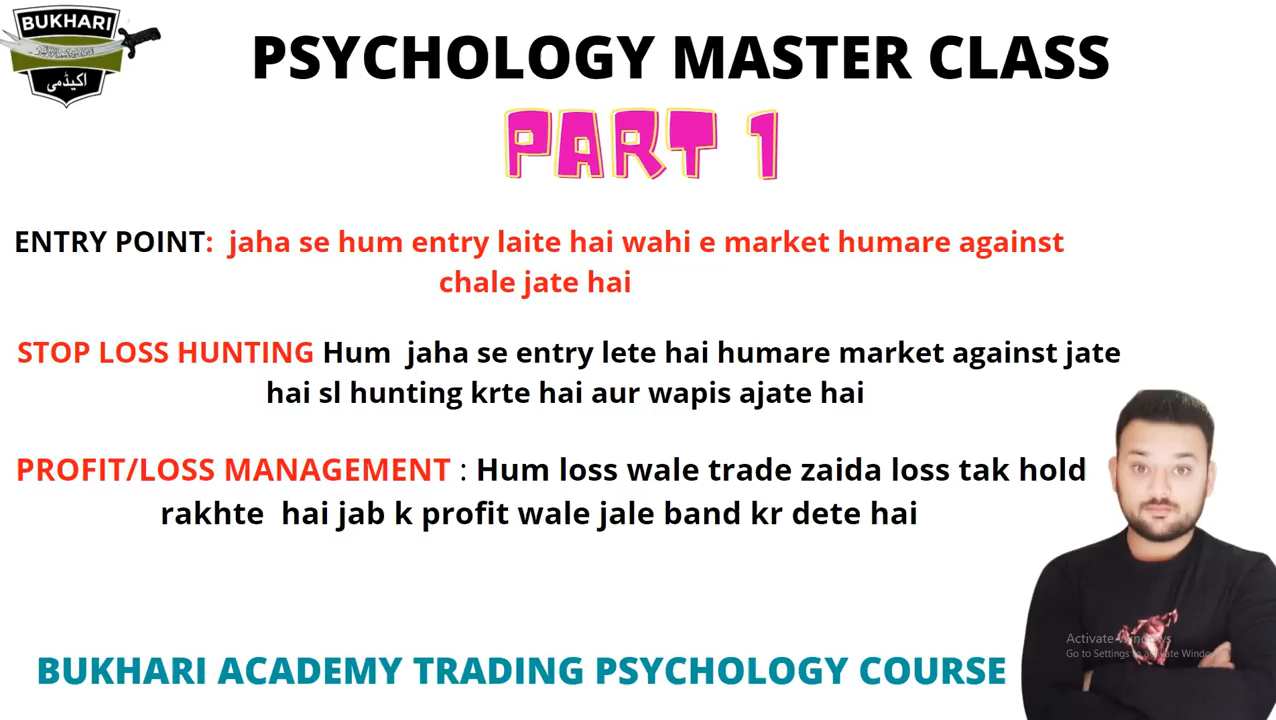 BUKHARI
اکیڈمی
PSYCHOLOGY MASTER CLASS
PART 1
ENTRY POINT: jaha se hum entry laite hai wahi e market humare against
chale jate hai
STOP LOSS HUNTING Hum jaha se entry lete hai humare market against jate
hai sl hunting krte hai aur wapis ajate hai
PROFIT/LOSS MANAGEMENT : Hum loss wale trade zaida loss tak hold
rakhte hai jab k profit wale jale band kr dete hai
Activate Windows
Go to Settings to activate Windo
BUKHARI ACADEMY TRADING PSYCHOLOGY COURSE